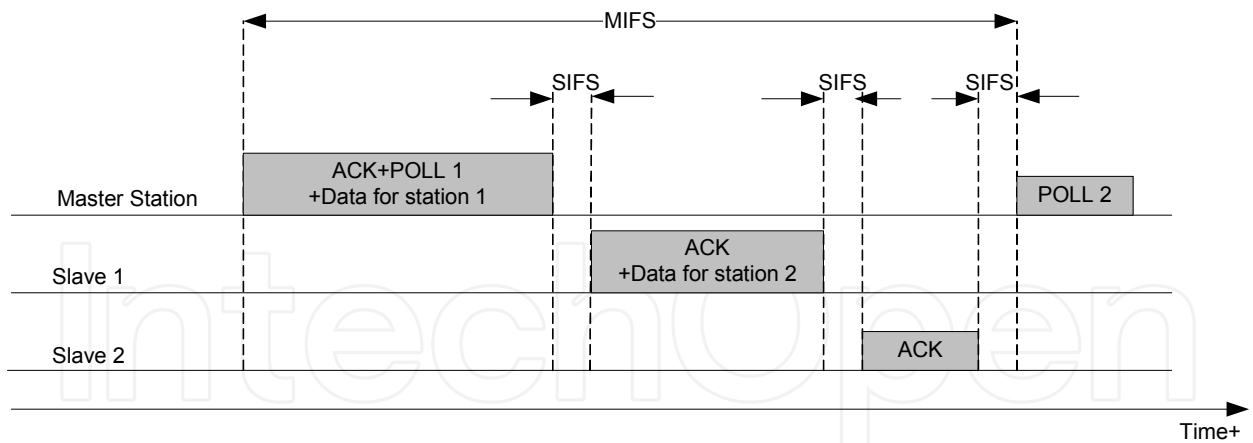 MIFS
SIFS
SIFS
SIFS
ACK+POLL 1
+Data for station 1
Master Station
POLL 2
ACK
+Data for station 2
Slave 1
Slave 2
ACK
IntechOpen
Time+